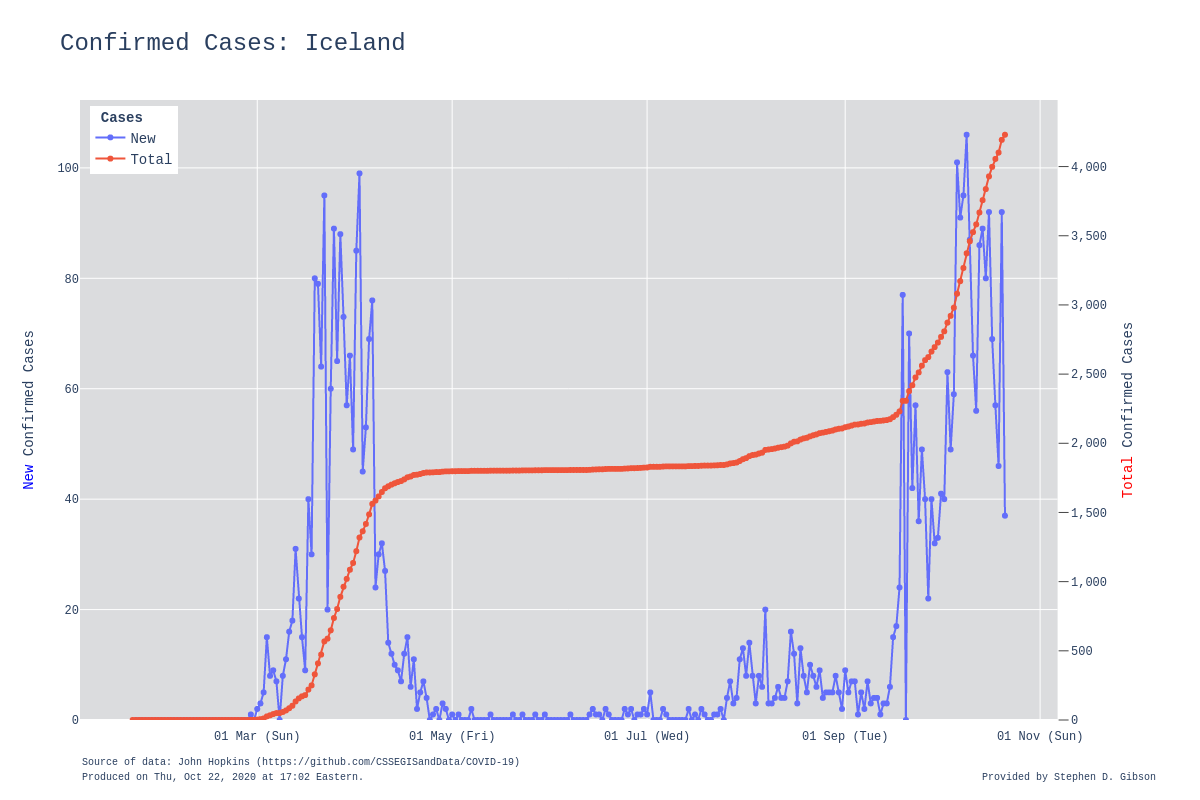 Confirmed Cases: Iceland
Cases
New
Total
100
80
60
40
20
0
4,000
3,500
3,000
2,500
2,000
1,500
1,000
500
0
New Confirmed Cases
Total Confirmed Cases
01 Mar (Sun)
01 May (Fri)
01 Jul (Wed)
01 Sep (Tue)
01 Nov (Sun)
Source of data: John Hopkins (https://github.com/CSSEGISandData/COVID-19)
Produced on Thu, Oct 22, 2020 at 17:02 Eastern.
Provided by Stephen D. Gibson